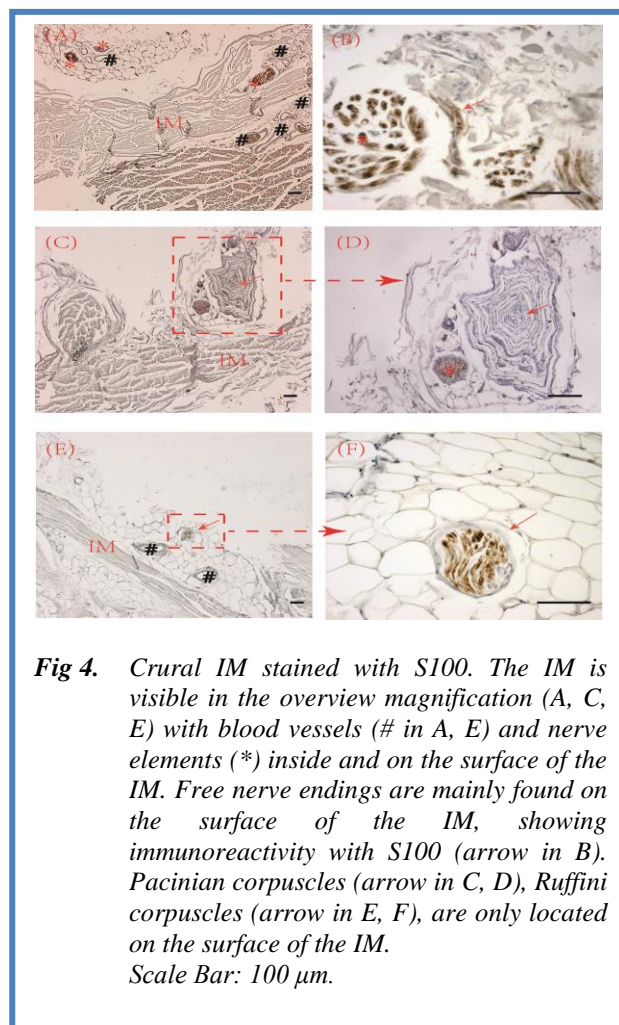 (A)
*
*
#
*
#
#
#
#
IM
(B)
*
(C)
IM
(D)
*
(E)
IM
#
#
(F)
Fig 4. Crural IM stained with S100. The IM is
visible in the overview magnification (A, C,
E) with blood vessels (# in A, E) and nerve
elements (*) inside and on the surface of the
IM. Free nerve endings are mainly found on
the surface of the IM, showing
immunoreactivity with S100 (arrow in B).
Pacinian corpuscles (arrow in C, D), Ruffini
corpuscles (arrow in E, F), are only located
on the surface of the IM.
Scale Bar: 100 μm.